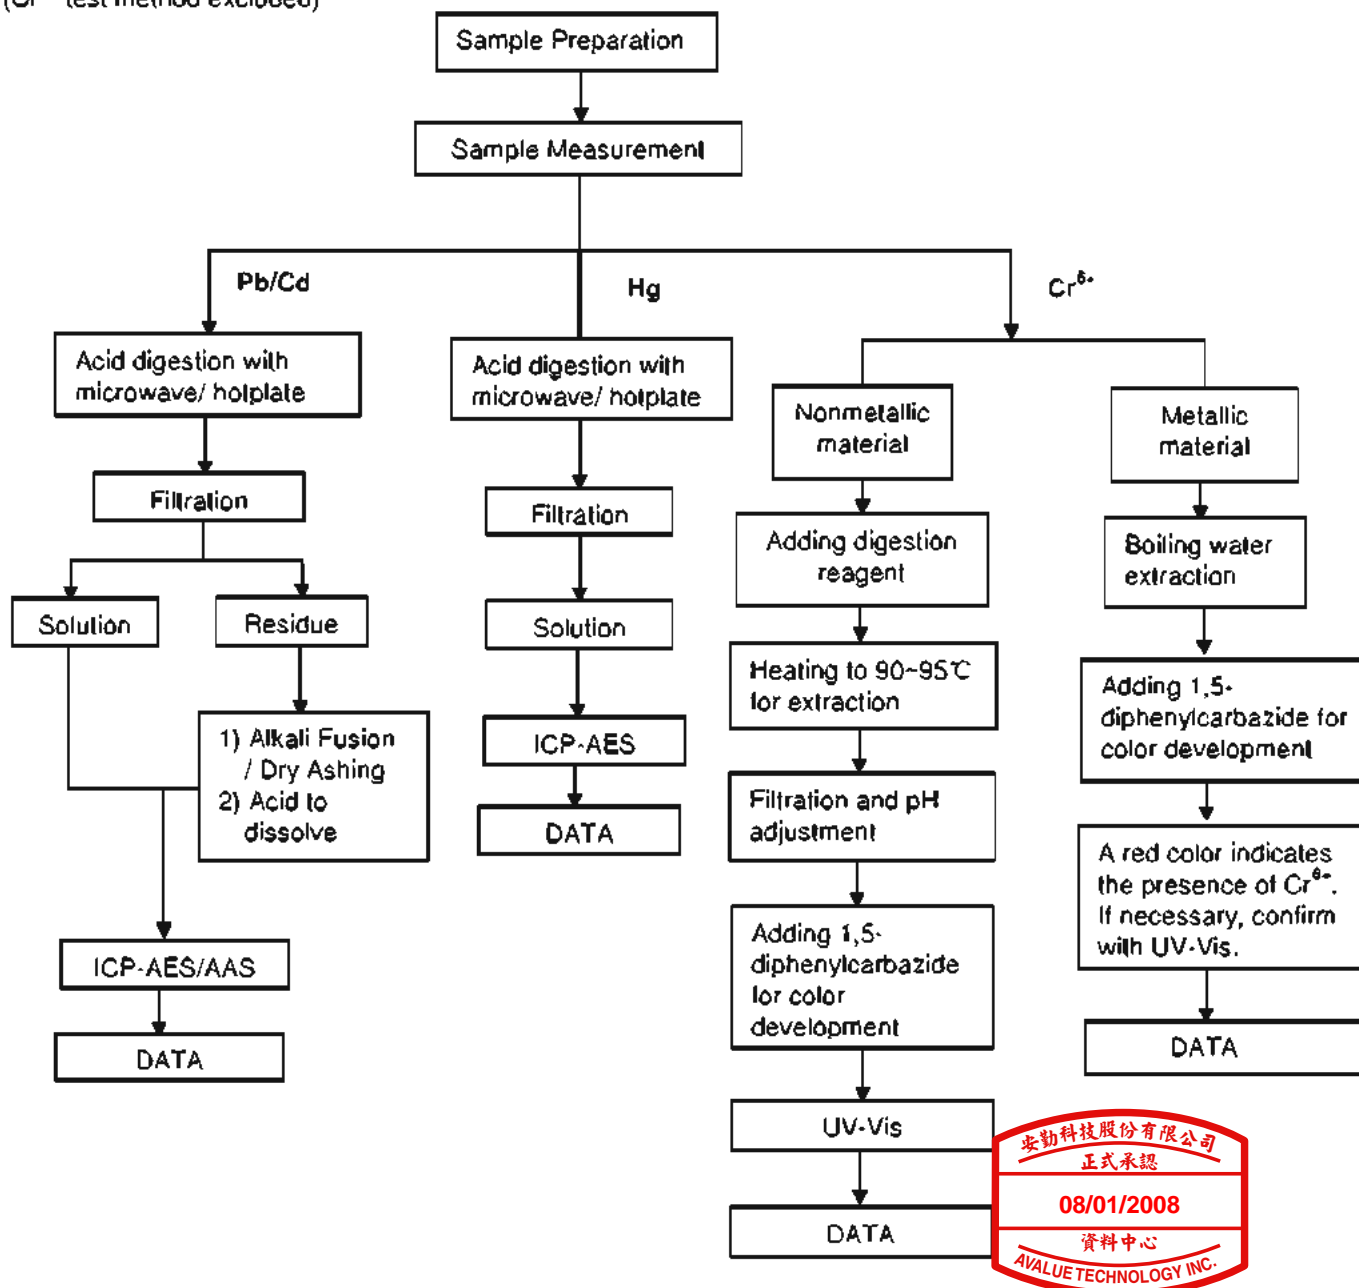 (Cr⁶⁺ test method excluded)
Sample Preparation
Sample Measurement
Pb/Cd
Hg
Cr⁶⁺
Acid digestion with
microwave/ hotplate
Filtration
Solution
Residue
1) Alkali Fusion
/ Dry Ashing
2) Acid to
dissolve
ICP-AES/AAS
DATA
Acid digestion with
microwave/ hotplate
Filtration
Solution
ICP-AES
DATA
Nonmetallic
material
Adding digestion
reagent
Heating to 90~95℃
for extraction
Filtration and pH
adjustment
Adding 1,5-
diphenylcarbazide
for color
development
UV-Vis
DATA
Metallic
material
Boiling water
extraction
Adding 1,5-
diphenylcarbazide for
color development
A red color indicates
the presence of Cr⁶⁺.
If necessary, confirm
with UV-Vis.
DATA
安勤科技股份有限公司
正式承認
08/01/2008
資料中心
AVALUE TECHNOLOGY INC.